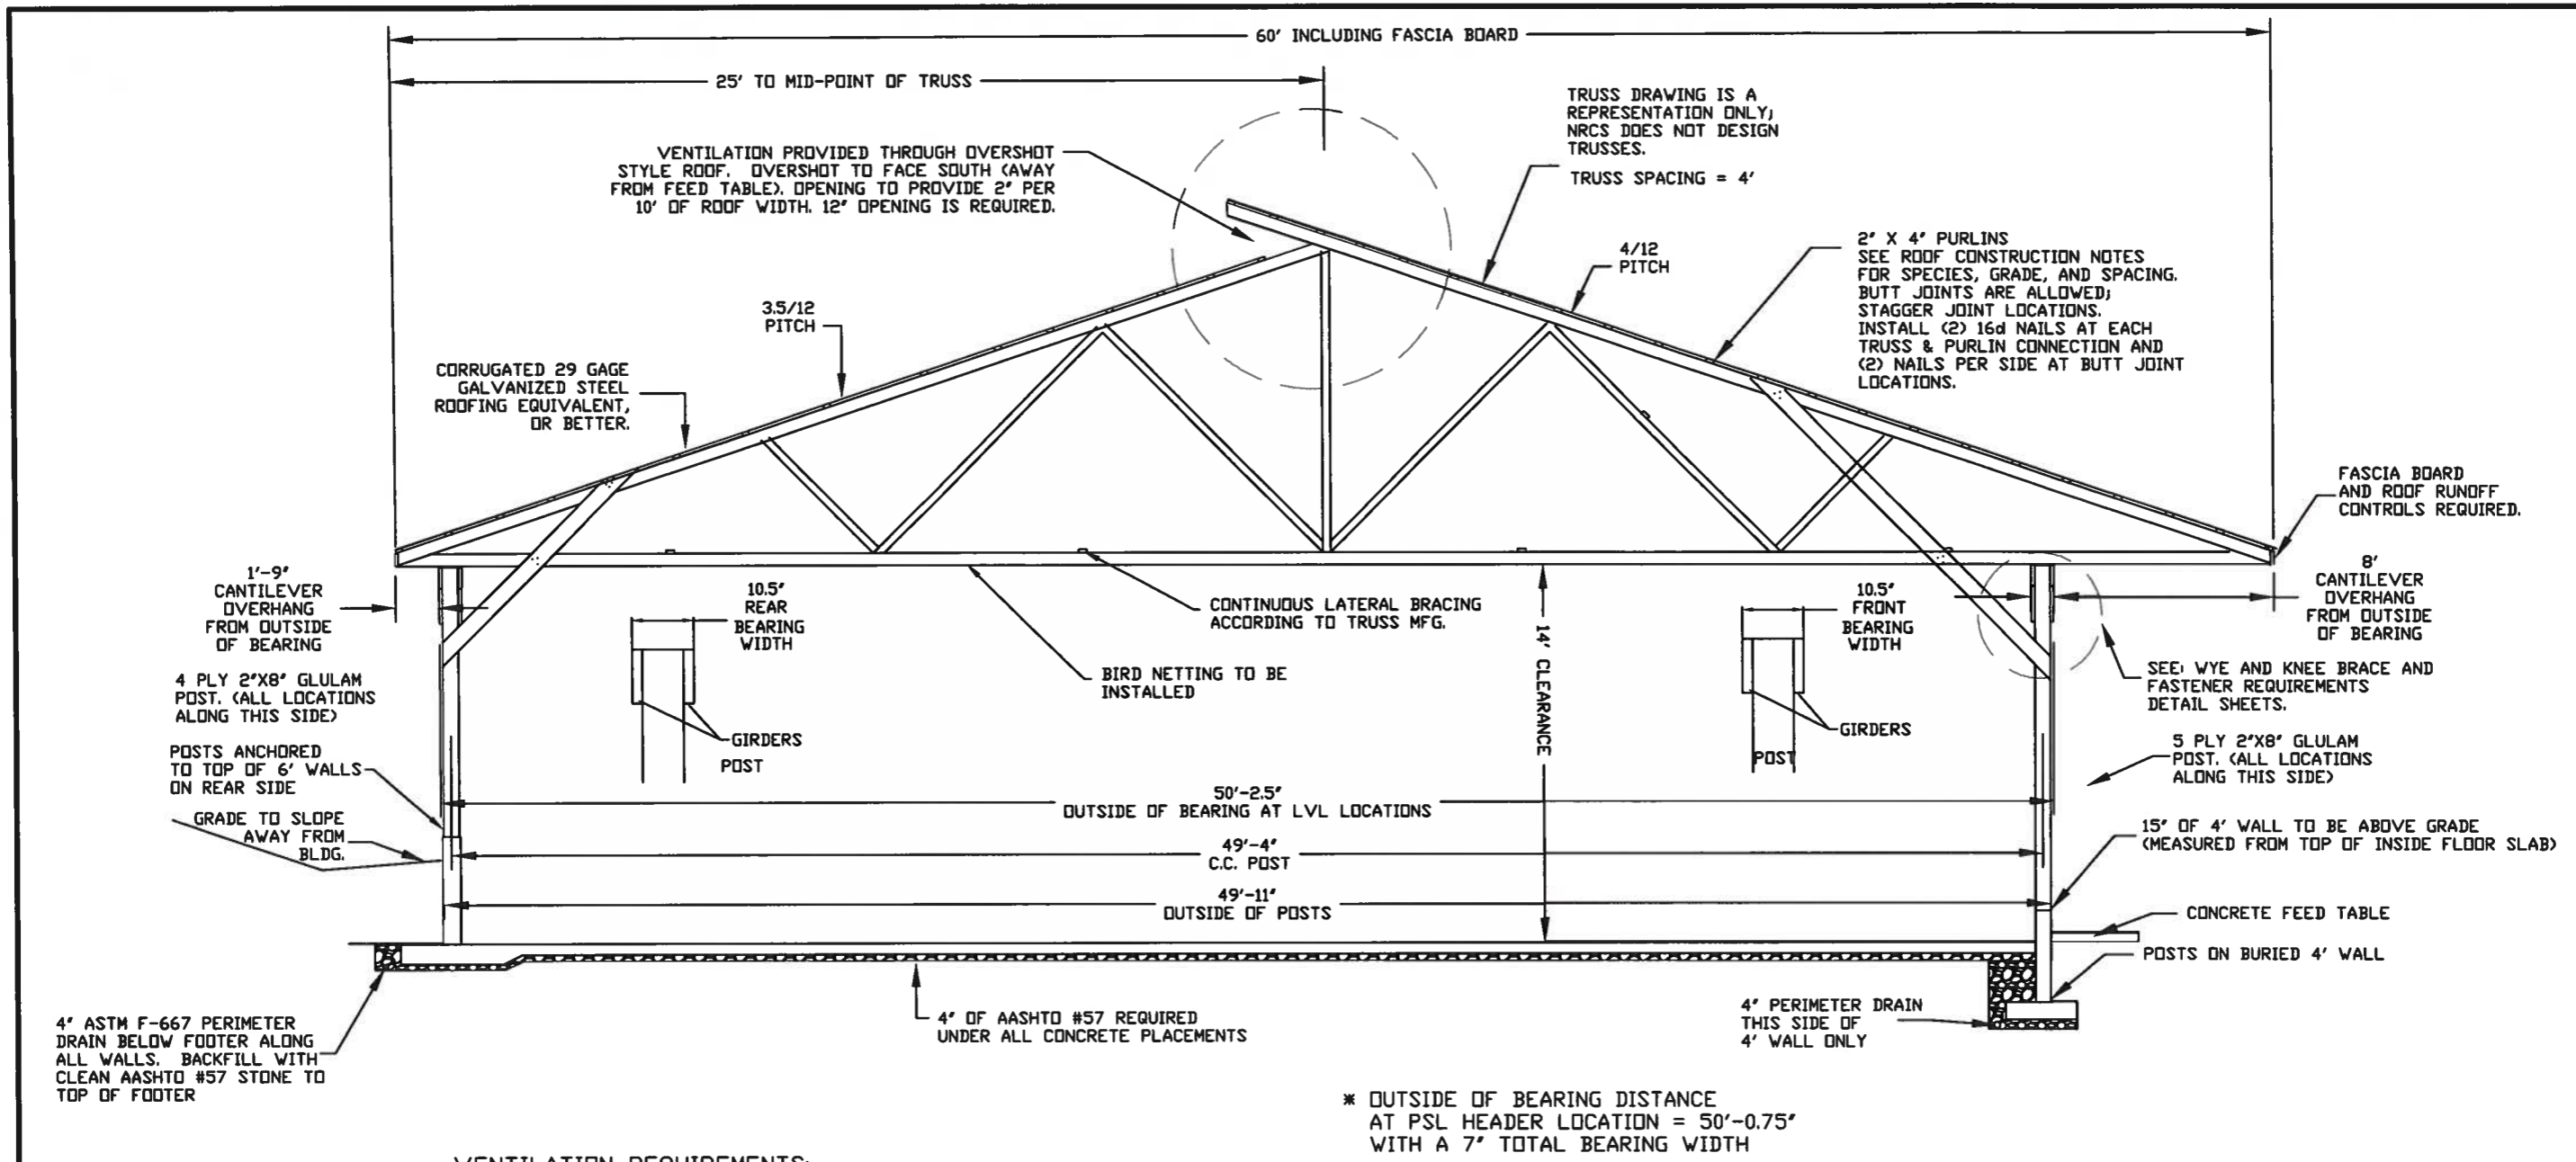 60' INCLUDING FASCIA BOARD
25' TO MID-POINT OF TRUSS
TRUSS DRAWING IS A
REPRESENTATION ONLY;
NRCS DOES NOT DESIGN
TRUSSES.
TRUSS SPACING = 4'
VENTILATION PROVIDED THROUGH OVERSHOT
STYLE ROOF. OVERSHOT TO FACE SOUTH (AWAY
FROM FEED TABLE). OPENING TO PROVIDE 2" PER
10' OF ROOF WIDTH. 12" OPENING IS REQUIRED.
4/12
PITCH
2" X 4" PURLINS
SEE ROOF CONSTRUCTION NOTES
FOR SPECIES, GRADE, AND SPACING.
BUTT JOINTS ARE ALLOWED;
STAGGER JOINT LOCATIONS.
INSTALL (2) 16d NAILS AT EACH
TRUSS & PURLIN CONNECTION AND
(2) NAILS PER SIDE AT BUTT JOINT
LOCATIONS.
3.5/12
PITCH
CORRUGATED 29 GAGE
GALVANIZED STEEL
ROOFING EQUIVALENT,
OR BETTER.
FASCIA BOARD
AND ROOF RUNOFF
CONTROLS REQUIRED.
1'-9"
CANTILEVER
OVERHANG
FROM OUTSIDE
OF BEARING
10.5"
REAR
BEARING
WIDTH
CONTINUOUS LATERAL BRACING
ACCORDING TO TRUSS MFG.
14' CLEARANCE
10.5"
FRONT
BEARING
WIDTH
8'
CANTILEVER
OVERHANG
FROM OUTSIDE
OF BEARING
BIRD NETTING TO BE
INSTALLED
SEE: WYE AND KNEE BRACE AND
FASTENER REQUIREMENTS
DETAIL SHEETS.
4 PLY 2"X8" GLULAM
POST. (ALL LOCATIONS
ALONG THIS SIDE)
GIRDERS
POST
GIRDERS
POST
POSTS ANCHORED
TO TOP OF 6' WALLS
ON REAR SIDE
5 PLY 2"X8" GLULAM
POST. (ALL LOCATIONS
ALONG THIS SIDE)
50'-2.5"
OUTSIDE OF BEARING AT LVL LOCATIONS
GRADE TO SLOPE
AWAY FROM
BLDG.
15" OF 4' WALL TO BE ABOVE GRADE
(MEASURED FROM TOP OF INSIDE FLOOR SLAB)
49'-4"
C.C. POST
49'-11"
OUTSIDE OF POSTS
CONCRETE FEED TABLE
POSTS ON BURIED 4' WALL
4" ASTM F-667 PERIMETER
DRAIN BELOW FOOTER ALONG
ALL WALLS. BACKFILL WITH
CLEAN AASHTO #57 STONE TO
TOP OF FOOTER
4" OF AASHTO #57 REQUIRED
UNDER ALL CONCRETE PLACEMENTS
4" PERIMETER DRAIN
THIS SIDE OF
4' WALL ONLY
* OUTSIDE OF BEARING DISTANCE
AT PSL HEADER LOCATION = 50'-0.75"
WITH A 7" TOTAL BEARING WIDTH
VENTILATION REQUIREMENTS: